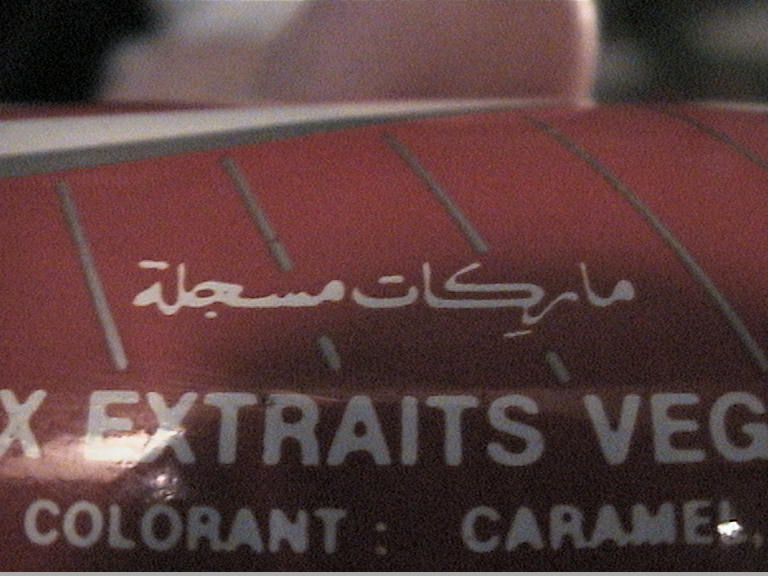 ماركات مسجلة
X EXTRAITS VEG
COLORANT : CARAMEL.